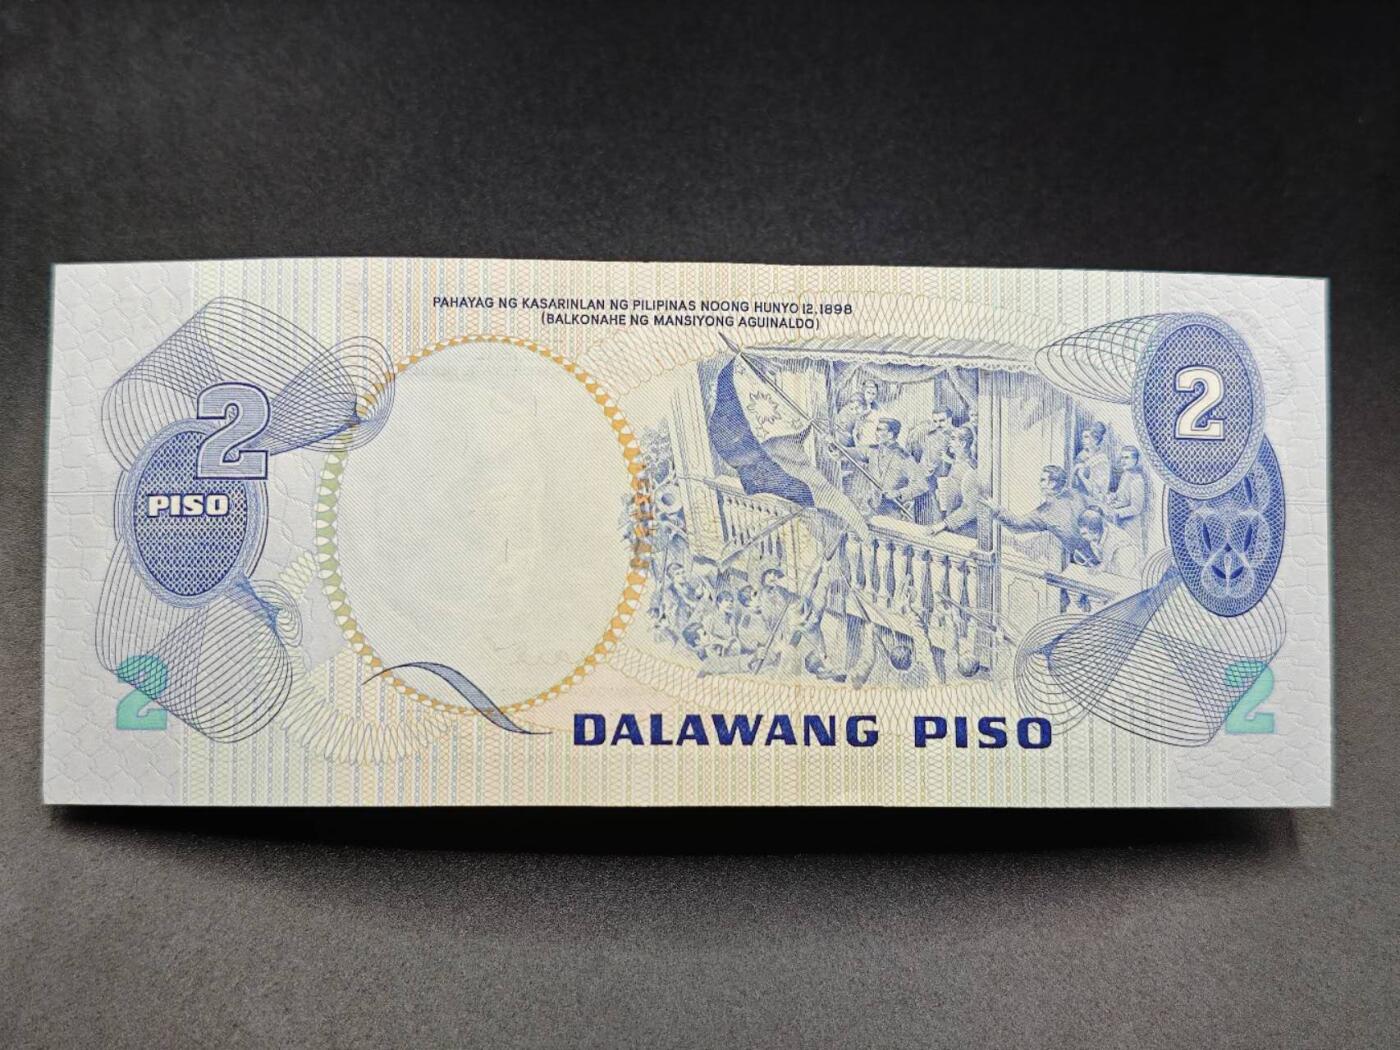 PAHAYAG NG KASARINLAN NG PILIPINAS NOONG HUNYO 12, 1898
(BALKONAHE NG MANSIYONG AGUINALDO)
2
PISO
2
2
2
DALAWANG PISO